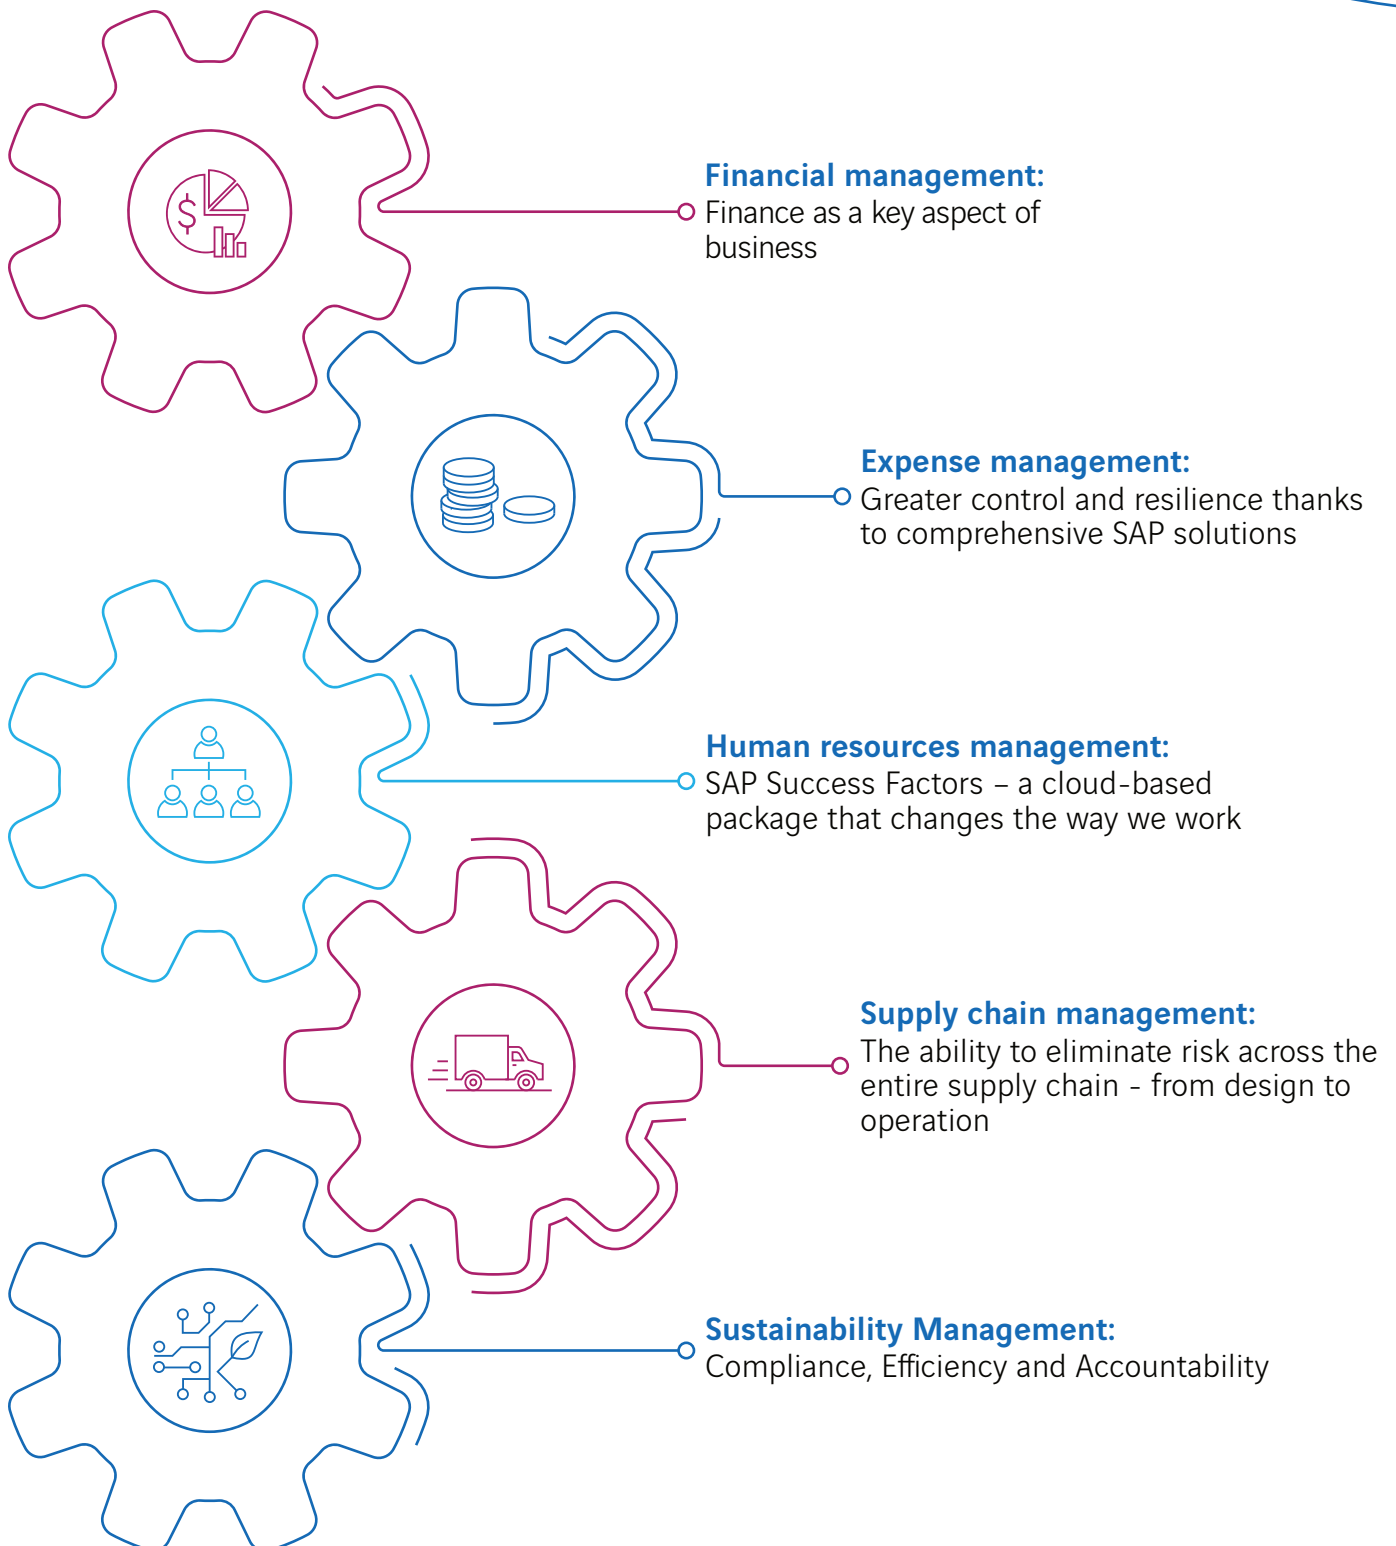 Financial management:
Finance as a key aspect of
business
Expense management:
Greater control and resilience thanks
to comprehensive SAP solutions
Human resources management:
SAP Success Factors – a cloud-based
package that changes the way we work
Supply chain management:
The ability to eliminate risk across the
entire supply chain - from design to
operation
Sustainability Management:
Compliance, Efficiency and Accountability